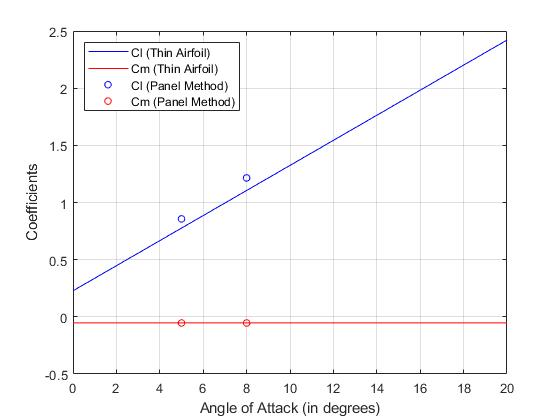 2.5
2
1.5
1
0.5
0
-0.5
Coefficients
Cl (Thin Airfoil)
Cm (Thin Airfoil)
Cl (Panel Method)
Cm (Panel Method)
0 2 4 6 8 10 12 14 16 18 20
Angle of Attack (in degrees)